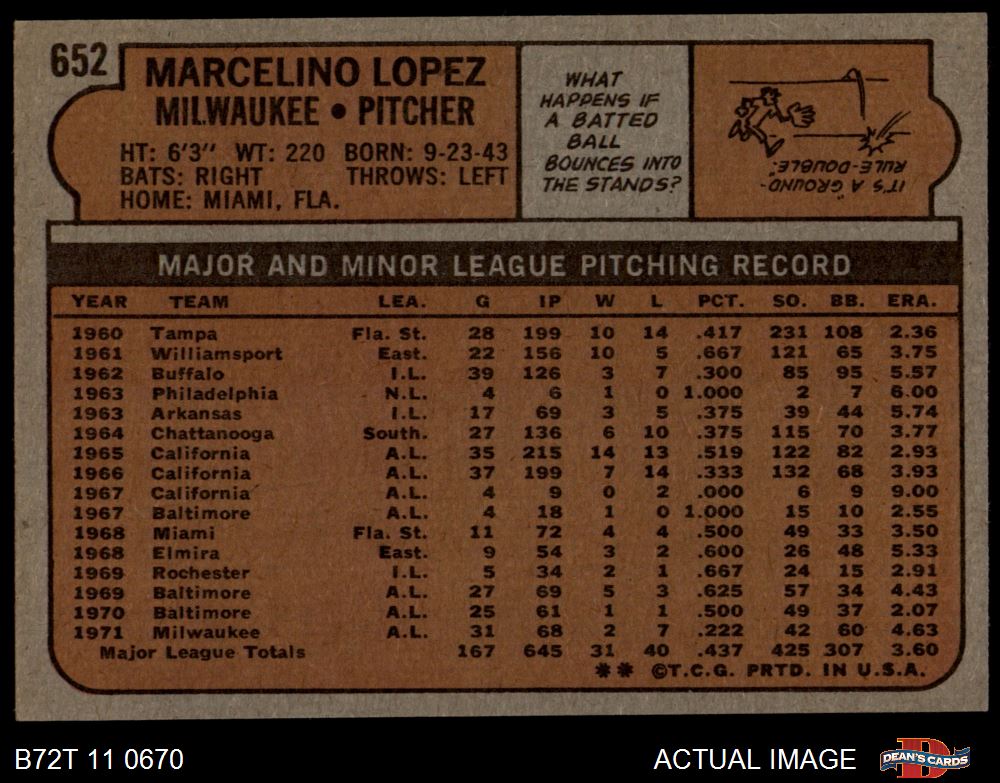 652
MARCELINO LOPEZ
MILWAUKEE • PITCHER
HT: 6'3" WT: 220 BORN: 9-23-43
BATS: RIGHT THROWS: LEFT
HOME: MIAMI, FLA.
WHAT
HAPPENS IF
A BATTED
BALL
BOUNCES INTO
THE STANDS?
IT'S A "GROUND-
RULE-DOUBLE".
MAJOR AND MINOR LEAGUE PITCHING RECORD
YEAR TEAM LEA. G IP W L PCT. SO. BB. ERA.
1960 Tampa Fla. St. 28 199 10 14 .417 231 108 2.36
1961 Williamsport East. 22 156 10 5 .667 121 65 3.75
1962 Buffalo I.L. 39 126 3 7 .300 85 95 5.57
1963 Philadelphia N.L. 4 6 1 0 1.000 2 7 6.00
1963 Arkansas I.L. 17 69 3 5 .375 39 44 5.74
1964 Chattanooga South. 27 136 6 10 .375 115 70 3.77
1965 California A.L. 35 215 14 13 .519 122 82 2.93
1966 California A.L. 37 199 7 14 .333 132 68 3.93
1967 California A.L. 4 9 0 2 .000 6 9 9.00
1967 Baltimore A.L. 4 18 1 0 1.000 15 10 2.55
1968 Miami Fla. St. 11 72 4 4 .500 49 33 3.50
1968 Elmira East. 9 54 3 2 .600 26 48 5.33
1969 Rochester I.L. 5 34 2 1 .667 24 15 2.91
1969 Baltimore A.L. 27 69 5 3 .625 57 34 4.43
1970 Baltimore A.L. 25 61 1 1 .500 49 37 2.07
1971 Milwaukee A.L. 31 68 2 7 .222 42 60 4.63
Major League Totals 167 645 31 40 .437 425 307 3.60
** ©T.C.G. PRTD. IN U.S.A.
B72T 11 0670 ACTUAL IMAGE DEAN'S CARDS